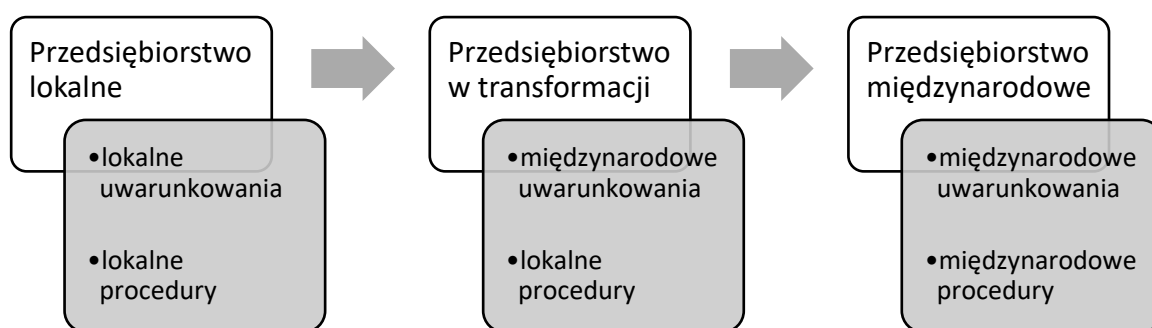 Przedsiębiorstwo
lokalne
•lokalne
uwarunkowania
•lokalne
procedury
Przedsiębiorstwo
w transformacji
•międzynarodowe
uwarunkowania
•lokalne
procedury
Przedsiębiorstwo
międzynarodowe
•międzynarodowe
uwarunkowania
•międzynarodowe
procedury